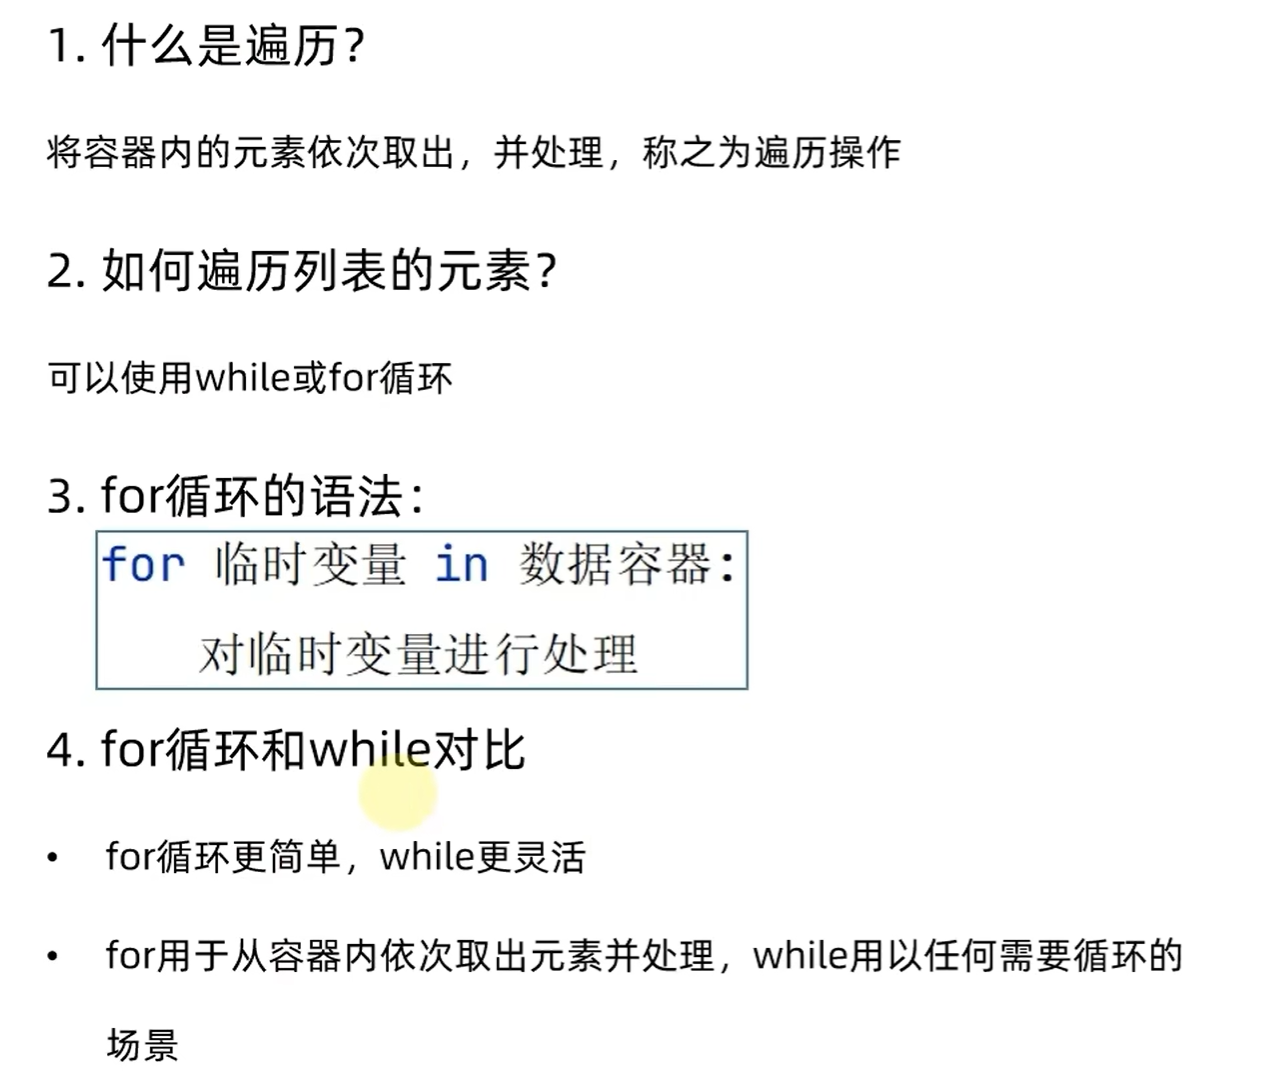 1. 什么是遍历？
将容器内的元素依次取出，并处理，称之为遍历操作
2. 如何遍历列表的元素？
可以使用while或for循环
3. for循环的语法：
for 临时变量 in 数据容器:
对临时变量进行处理
4. for循环和while对比
• for循环更简单，while更灵活
• for用于从容器内依次取出元素并处理，while用以任何需要循环的
场景